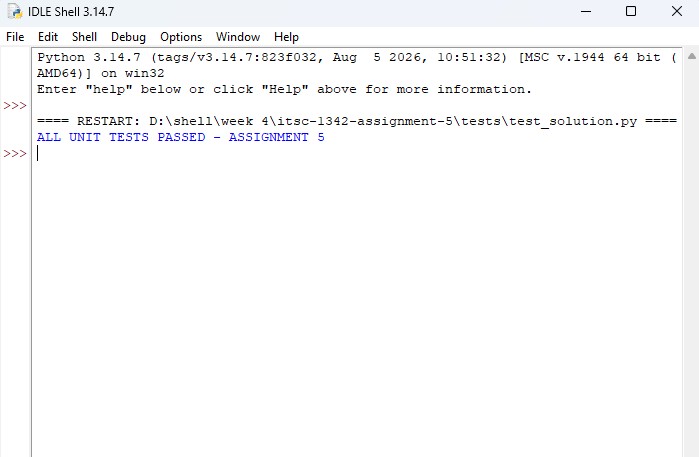 IDLE Shell 3.14.7
File Edit Shell Debug Options Window Help
Python 3.14.7 (tags/v3.14.7:823f032, Aug  5 2026, 10:51:32) [MSC v.1944 64 bit (
AMD64)] on win32
Enter "help" below or click "Help" above for more information.
>>>
==== RESTART: D:\shell\week 4\itsc-1342-assignment-5\tests\test_solution.py ====
ALL UNIT TESTS PASSED - ASSIGNMENT 5
>>>